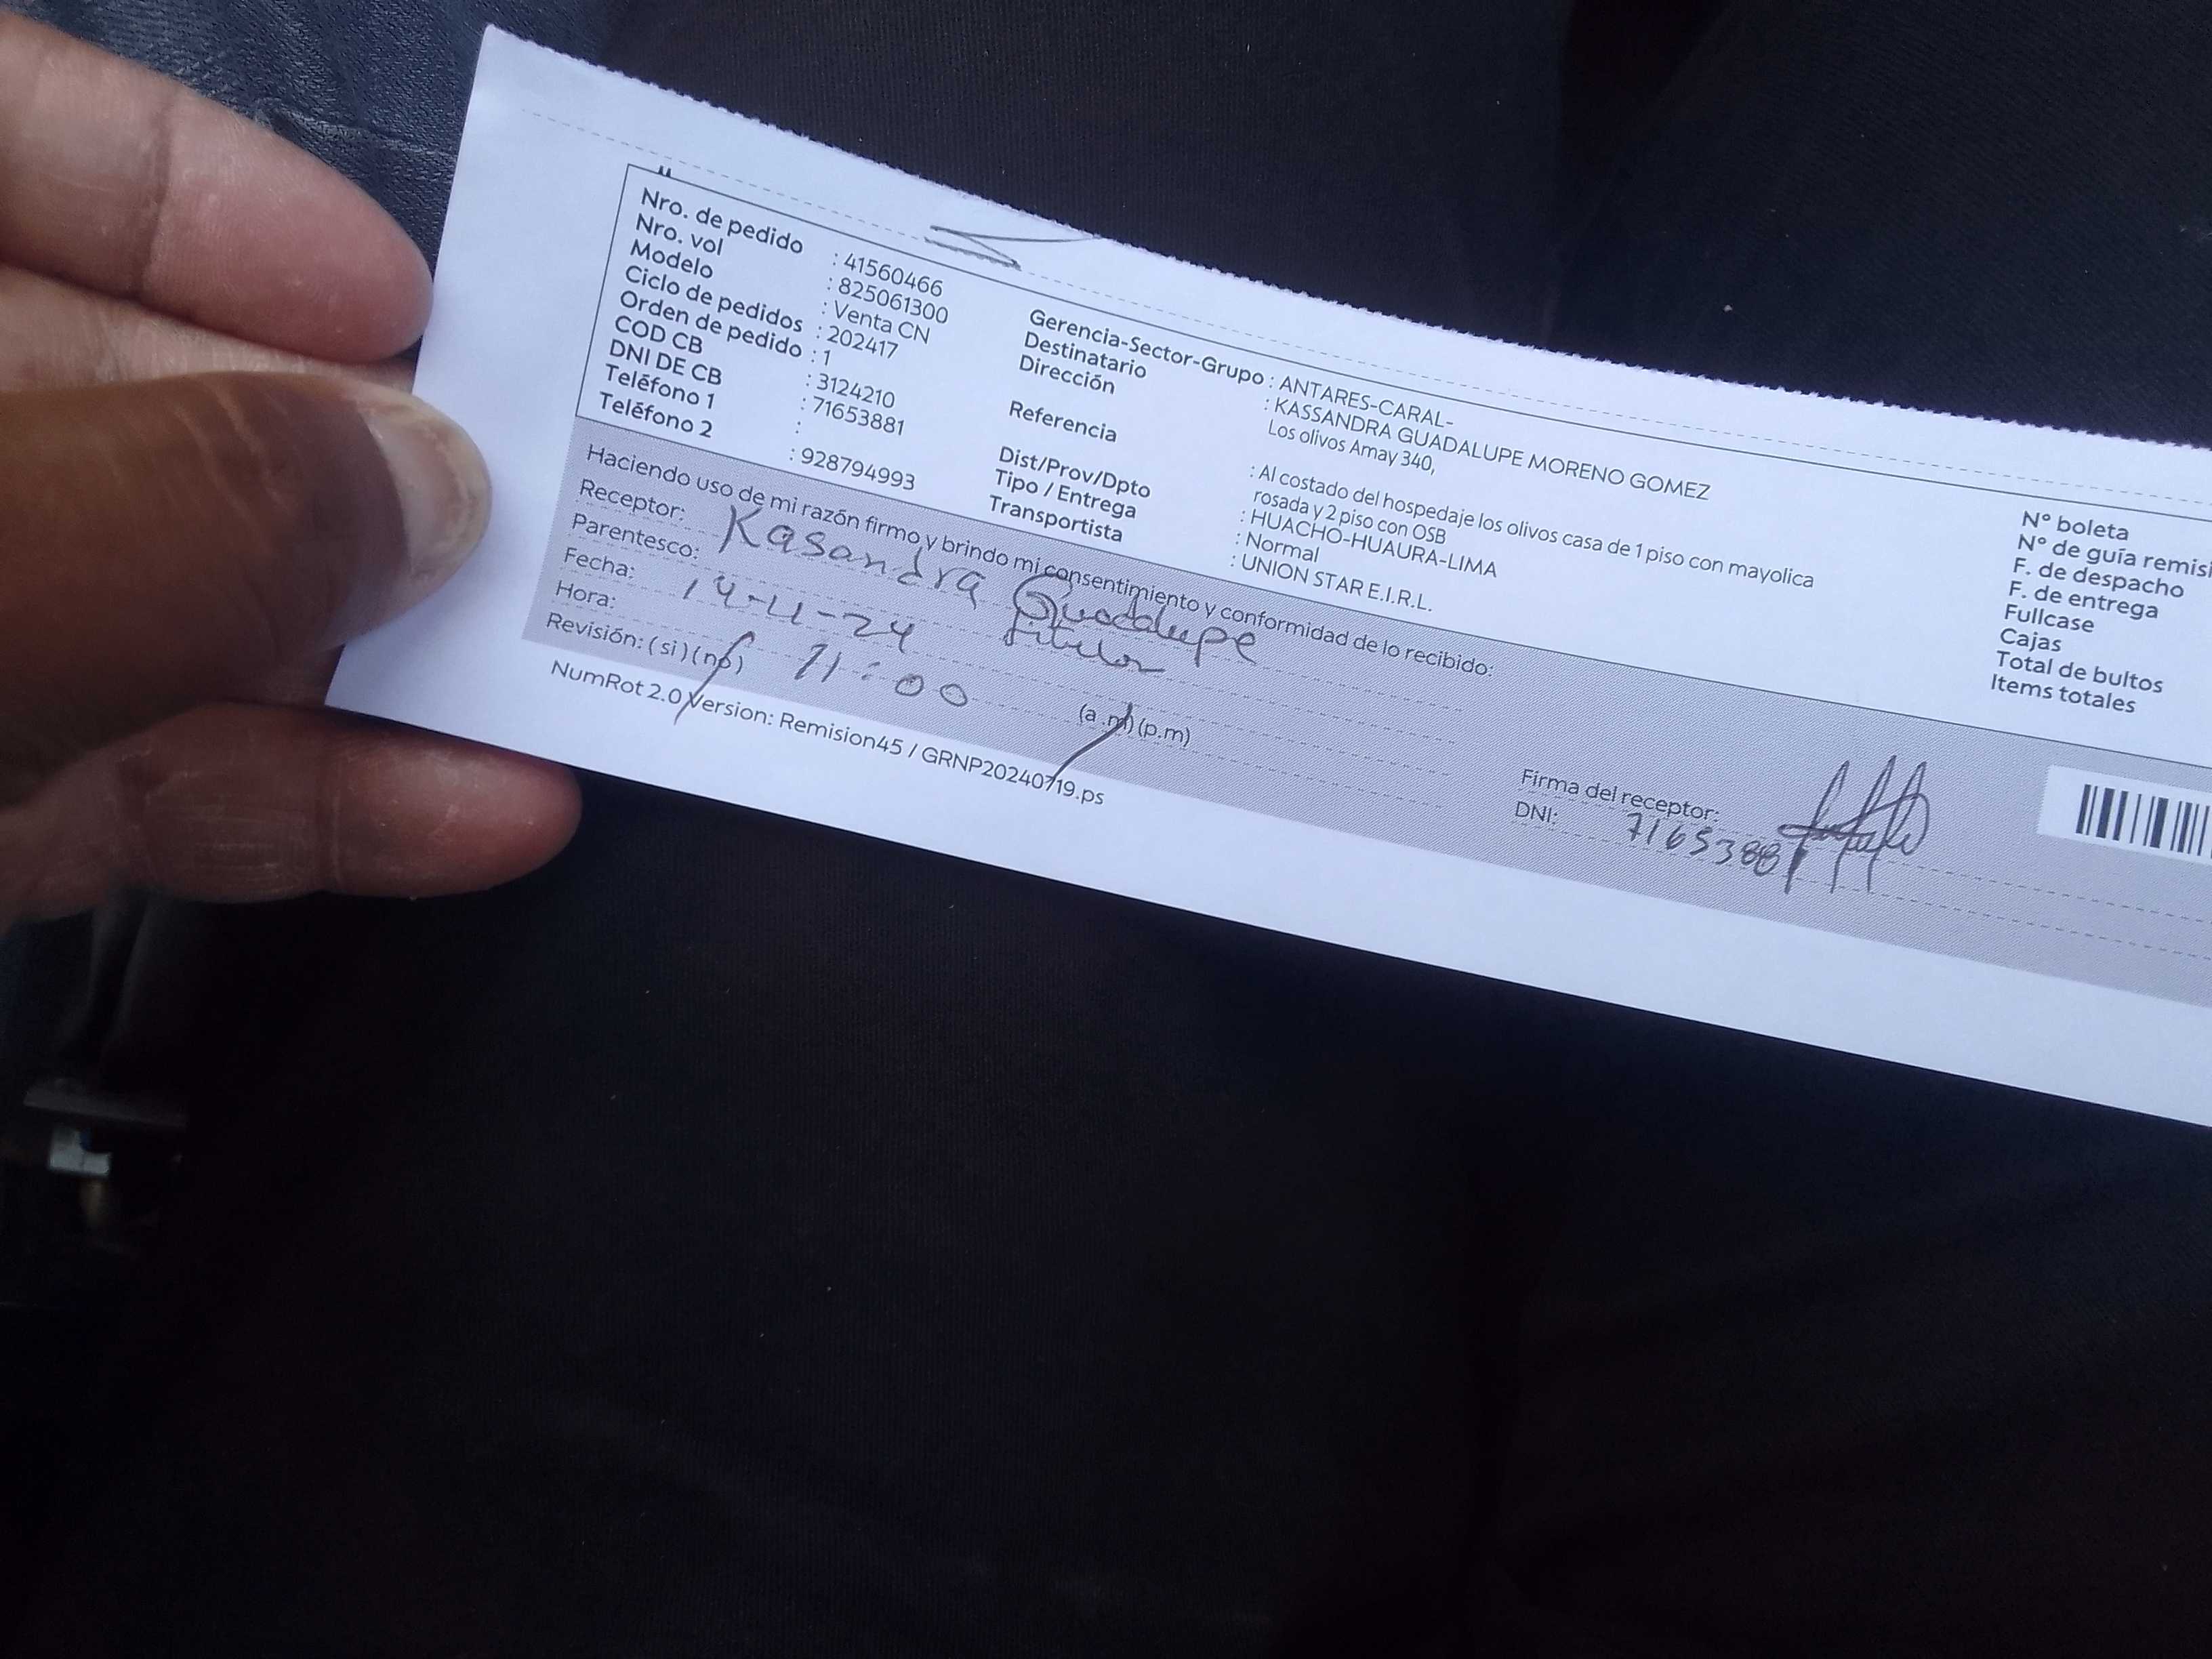 Nro. de pedido : 41560466
Nro. vol : 825061300
Modelo : Venta CN
Ciclo de pedidos : 202417
Orden de pedido : 1
COD CB : 3124210
DNI DE CB : 71653881
Teléfono 1 :
Teléfono 2 : 928794993
Gerencia-Sector-Grupo : ANTARES-CARAL-
Destinatario : KASSANDRA GUADALUPE MORENO GOMEZ
Dirección Los olivos Amay 340,
Referencia : Al costado del hospedaje los olivos casa de 1 piso con mayolica
rosada y 2 piso con OSB
Dist/Prov/Dpto : HUACHO-HUAURA-LIMA
Tipo / Entrega : Normal
Transportista : UNION STAR E.I.R.L.
N° boleta
N° de guía remisi
F. de despacho
F. de entrega
Fullcase
Cajas
Total de bultos
Items totales
Haciendo uso de mi razón firmo y brindo mi consentimiento y conformidad de lo recibido:
Receptor: Kasandra Guadalupe
Parentesco: titular
Fecha: 14-11-24
Hora: 11:00 (a.m) (p.m)
Revisión: (si) (no)
Firma del receptor:
DNI: 71653881
NumRot 2.0 Version: Remision45 / GRNP20240719.ps